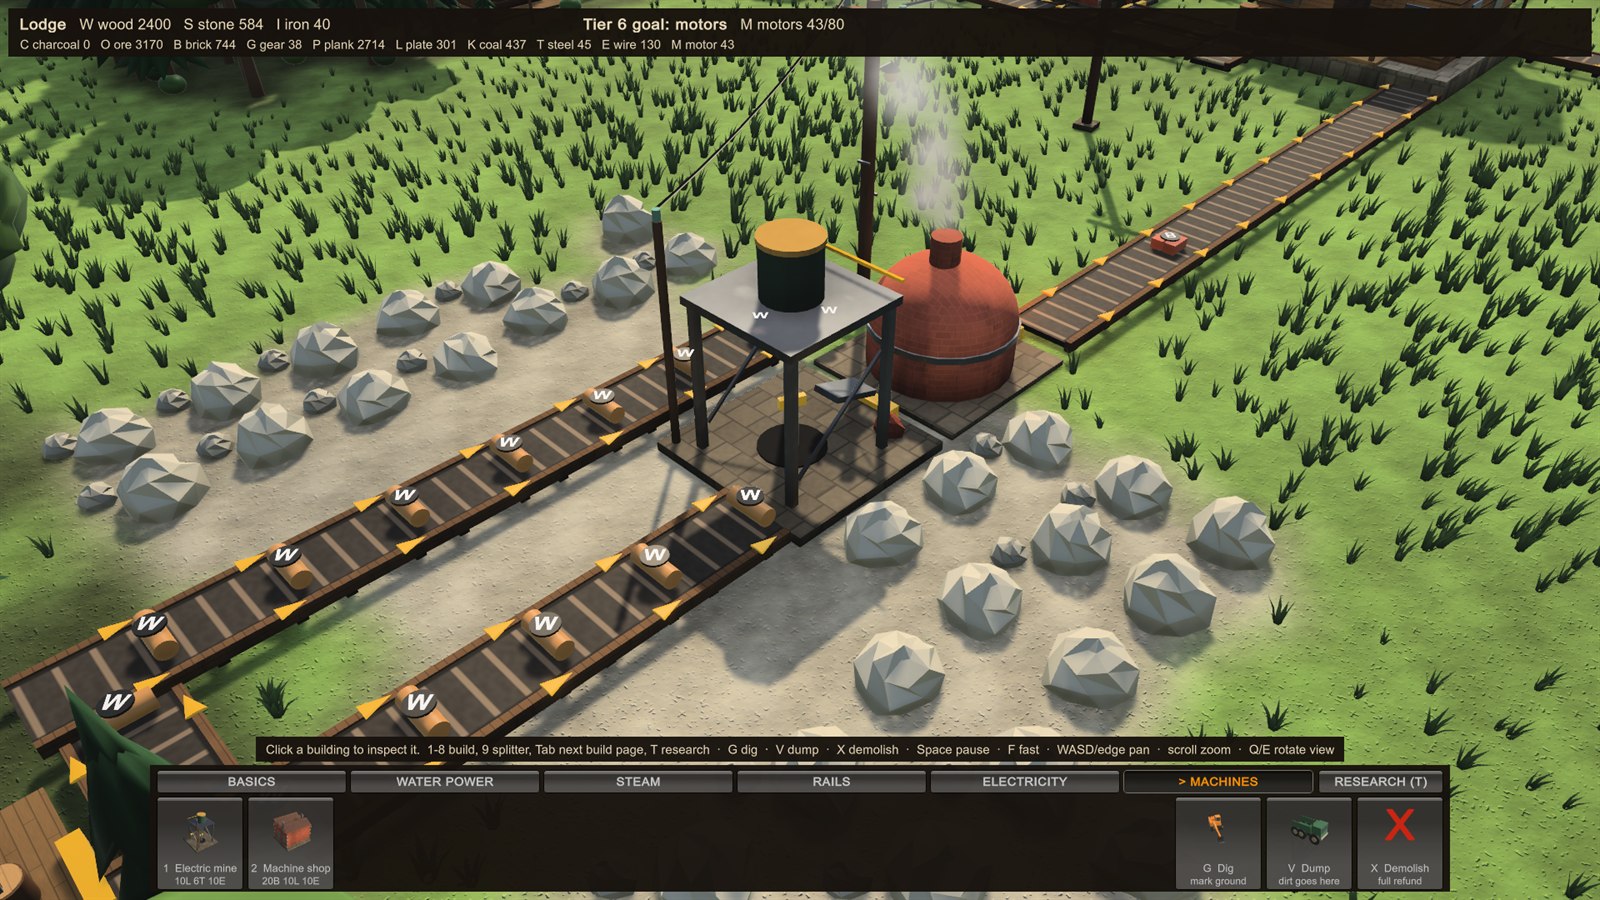 Lodge W wood 2400 S stone 584 I iron 40
Tier 6 goal: motors M motors 43/80
C charcoal 0 O ore 3170 B brick 744 G gear 38 P plank 2714 L plate 301 K coal 437 T steel 45 E wire 130 M motor 43
W W
W
W
W
W
W
W
W
W
W
W
W
Click a building to inspect it. 1-8 build, 9 splitter, Tab next build page, T research · G dig · V dump · X demolish · Space pause · F fast · WASD/edge pan · scroll zoom · Q/E rotate view
BASICS WATER POWER STEAM RAILS ELECTRICITY > MACHINES RESEARCH (T)
1 Electric mine
10L 6T 10E
2 Machine shop
20B 10L 10E
G Dig
mark ground
V Dump
dirt goes here
X Demolish
full refund